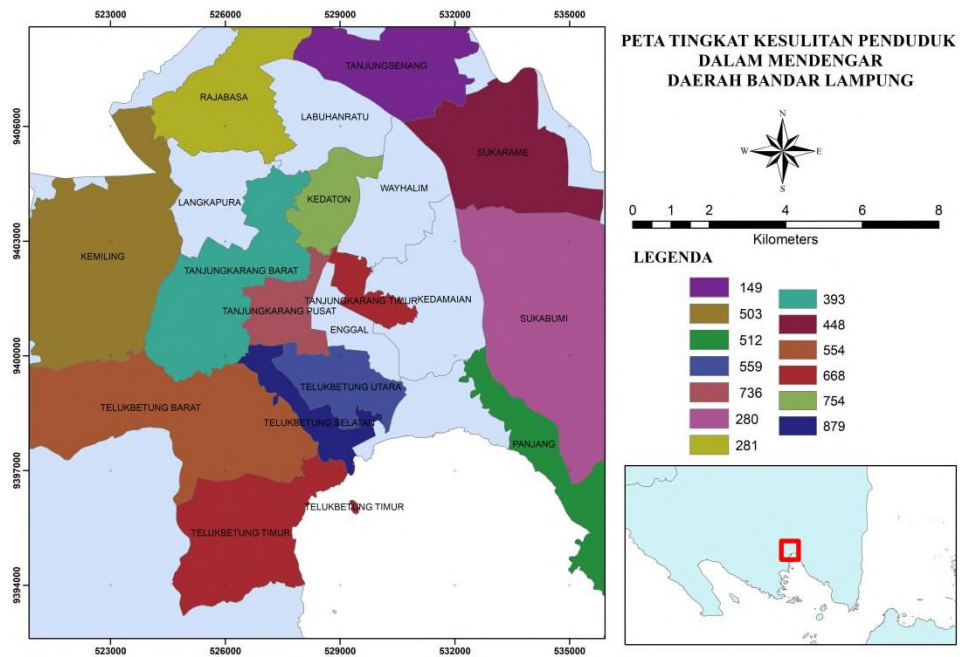 523000 526000 529000 532000 535000
9406000
9403000
9400000
9397000
9394000
TANJUNGSENANG
RAJABASA
LABUHANRATU
SUKARAME
WAYHALIM
LANGKAPURA
KEDATON
KEMILING
TANJUNGKARANG BARAT
TANJUNGKARANG TIMUR
KEDAMAIAN
TANJUNGKARANG PUSAT
SUKABUMI
ENGGAL
TELUKBETUNG UTARA
TELUKBETUNG BARAT
TELUKBETUNG SELATAN
PANJANG
TELUKBETUNG TIMUR
TELUKBETUNG TIMUR
523000 526000 529000 532000 535000
PETA TINGKAT KESULITAN PENDUDUK
DALAM MENDENGAR
DAERAH BANDAR LAMPUNG
N
W E
S
0 1 2 4 6 8
Kilometers
LEGENDA
149
503
512
559
736
280
281
393
448
554
668
754
879